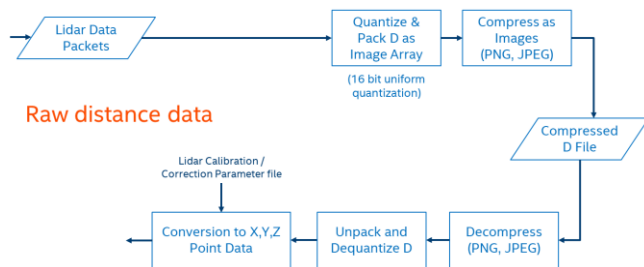 Lidar Data
Packets
Quantize &
Pack D as
Image Array
(16 bit uniform
quantization)
Compress as
Images
(PNG, JPEG)
Raw distance data
Compressed
D File
Lidar Calibration /
Correction Parameter file
Conversion to X,Y,Z
Point Data
Unpack and
Dequantize D
Decompress
(PNG, JPEG)